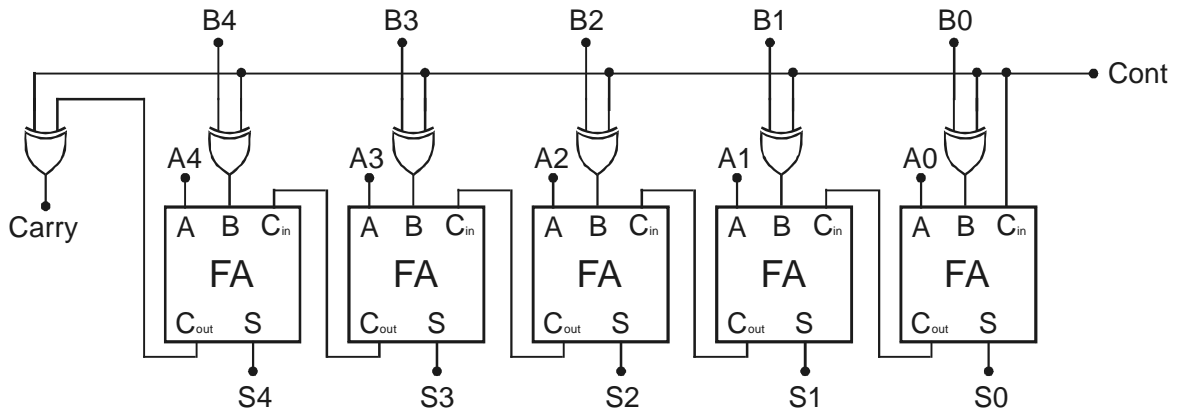 B4 B3 B2 B1 B0
Cont
A4 A3 A2 A1 A0
Carry
A B Cin A B Cin A B Cin A B Cin A B Cin
FA FA FA FA FA
Cout S Cout S Cout S Cout S Cout S
S4 S3 S2 S1 S0